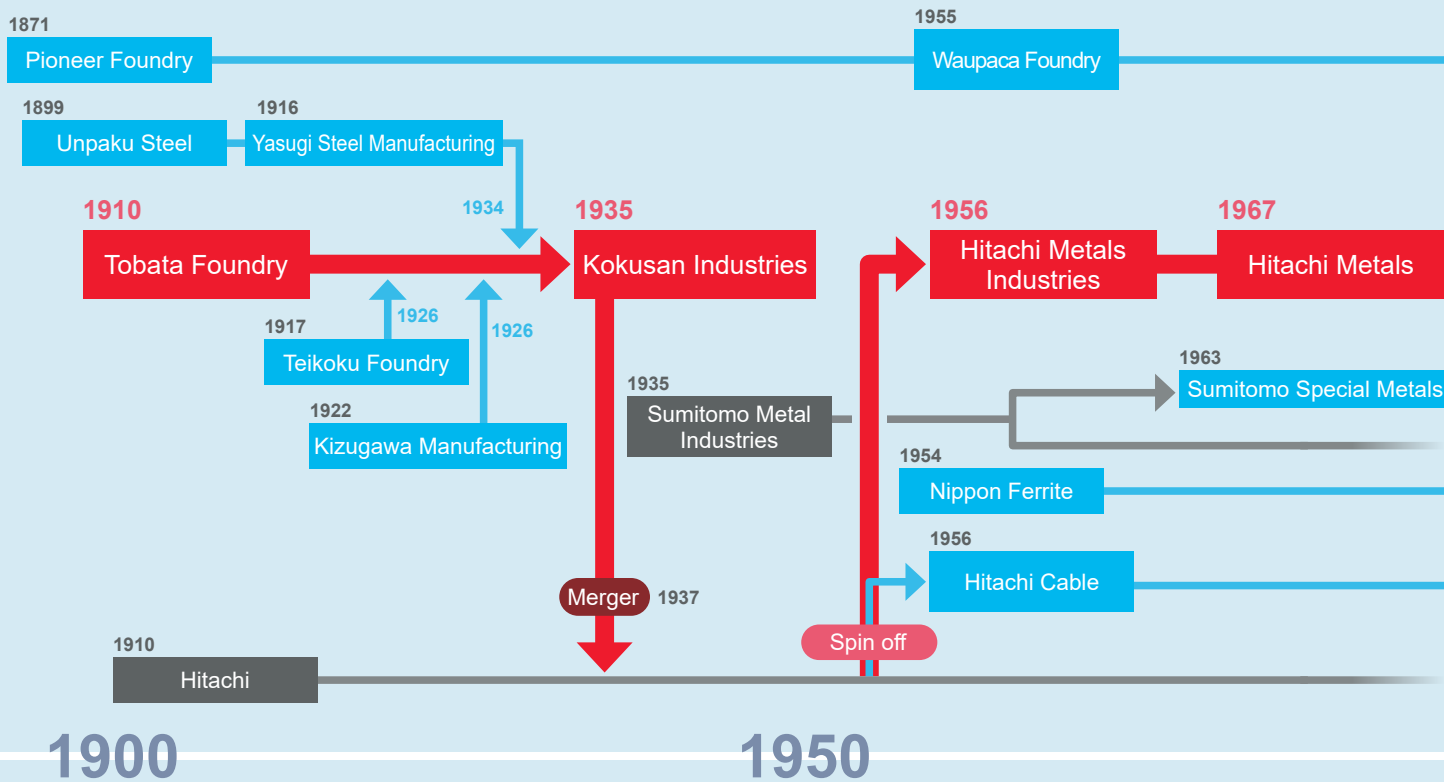 1871
Pioneer Foundry
1955
Waupaca Foundry
1899
Unpaku Steel
1916
Yasugi Steel Manufacturing
1934
1910
Tobata Foundry
1935
Kokusan Industries
1956
Hitachi Metals
Industries
1967
Hitachi Metals
1926
1926
1917
Teikoku Foundry
1922
Kizugawa Manufacturing
1935
Sumitomo Metal
Industries
1963
Sumitomo Special Metals
1954
Nippon Ferrite
1956
Hitachi Cable
Merger
1937
Spin off
1910
Hitachi
1900
1950